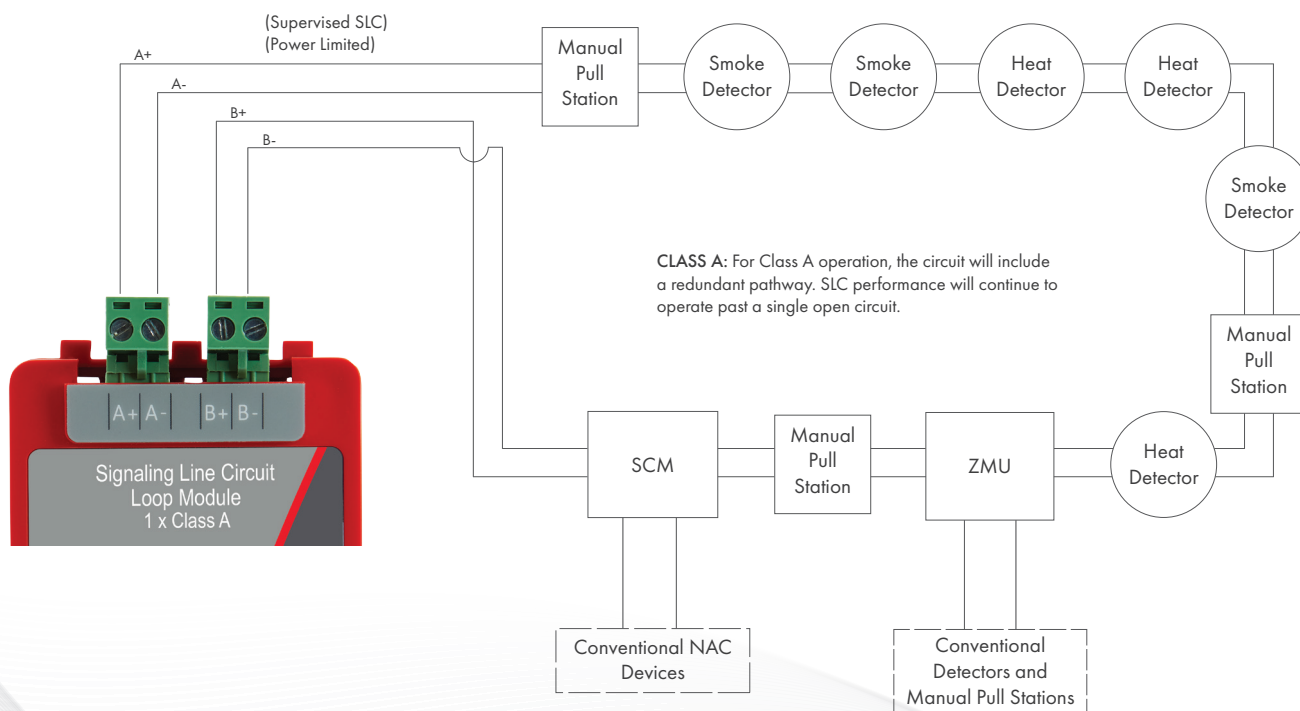 (Supervised SLC)
(Power Limited)
A+
A-
B+
B-
Manual
Pull
Station
Smoke
Detector
Smoke
Detector
Heat
Detector
Heat
Detector
Smoke
Detector
Manual
Pull
Station
Heat
Detector
ZMU
Manual
Pull
Station
SCM
CLASS A: For Class A operation, the circuit will include
a redundant pathway. SLC performance will continue to
operate past a single open circuit.
A+ A- B+ B-
Signaling Line Circuit
Loop Module
1 x Class A
Conventional NAC
Devices
Conventional
Detectors and
Manual Pull Stations